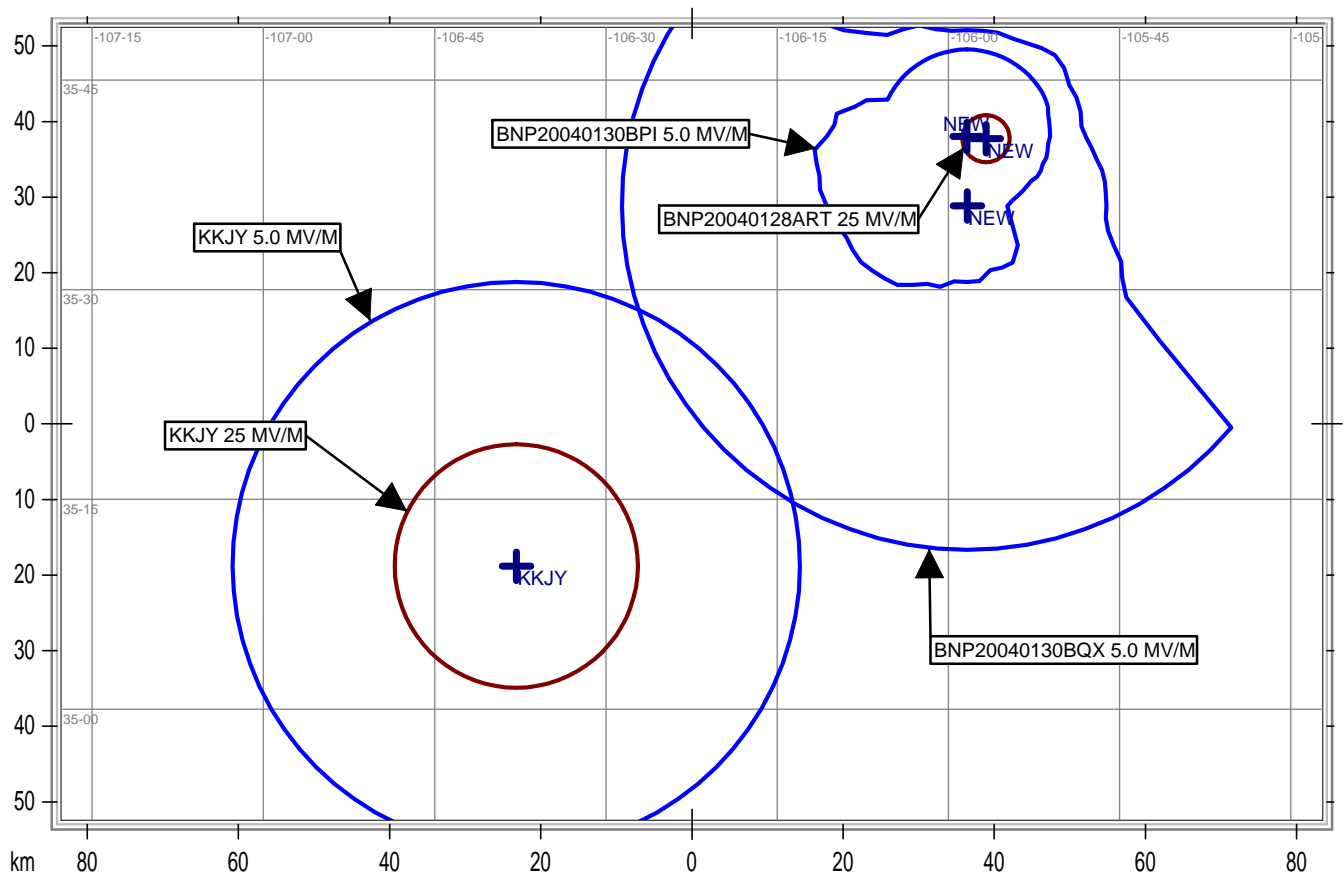 -107-15 -107-00 -106-45 -106-30 -106-15 -106-00 -105-45 -105-
50
35-45
40
NEW
BNP20040130BPI 5.0 MV/M
NEW
30
BNP20040128ART 25 MV/M
NEW
KKJY 5.0 MV/M
20
35-30
10
0
KKJY 25 MV/M
10
35-15
20
KKJY
30
BNP20040130BQX 5.0 MV/M
35-00
40
50
km 80 60 40 20 0 20 40 60 80